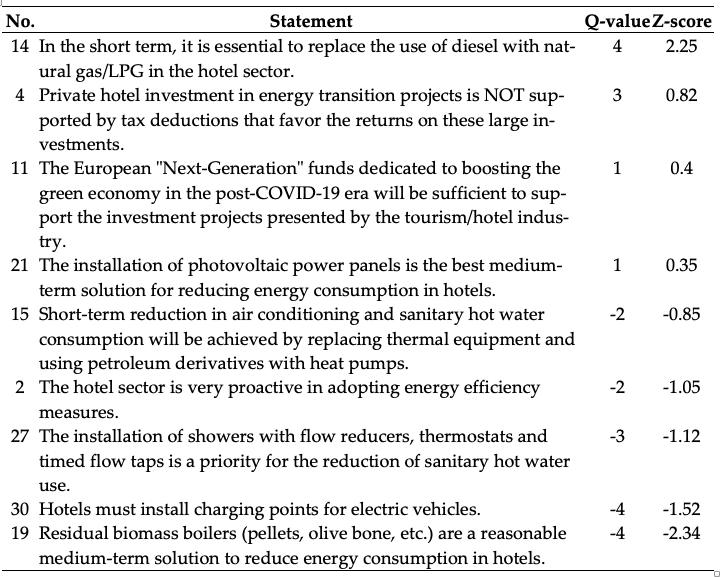 No. Statement Q-value Z-score
14 In the short term, it is essential to replace the use of diesel with nat- 4 2.25
ural gas/LPG in the hotel sector.
4 Private hotel investment in energy transition projects is NOT sup- 3 0.82
ported by tax deductions that favor the returns on these large in-
vestments.
11 The European "Next-Generation" funds dedicated to boosting the 1 0.4
green economy in the post-COVID-19 era will be sufficient to sup-
port the investment projects presented by the tourism/hotel indus-
try.
21 The installation of photovoltaic power panels is the best medium- 1 0.35
term solution for reducing energy consumption in hotels.
15 Short-term reduction in air conditioning and sanitary hot water -2 -0.85
consumption will be achieved by replacing thermal equipment and
using petroleum derivatives with heat pumps.
2 The hotel sector is very proactive in adopting energy efficiency -2 -1.05
measures.
27 The installation of showers with flow reducers, thermostats and -3 -1.12
timed flow taps is a priority for the reduction of sanitary hot water
use.
30 Hotels must install charging points for electric vehicles. -4 -1.52
19 Residual biomass boilers (pellets, olive bone, etc.) are a reasonable -4 -2.34
medium-term solution to reduce energy consumption in hotels.